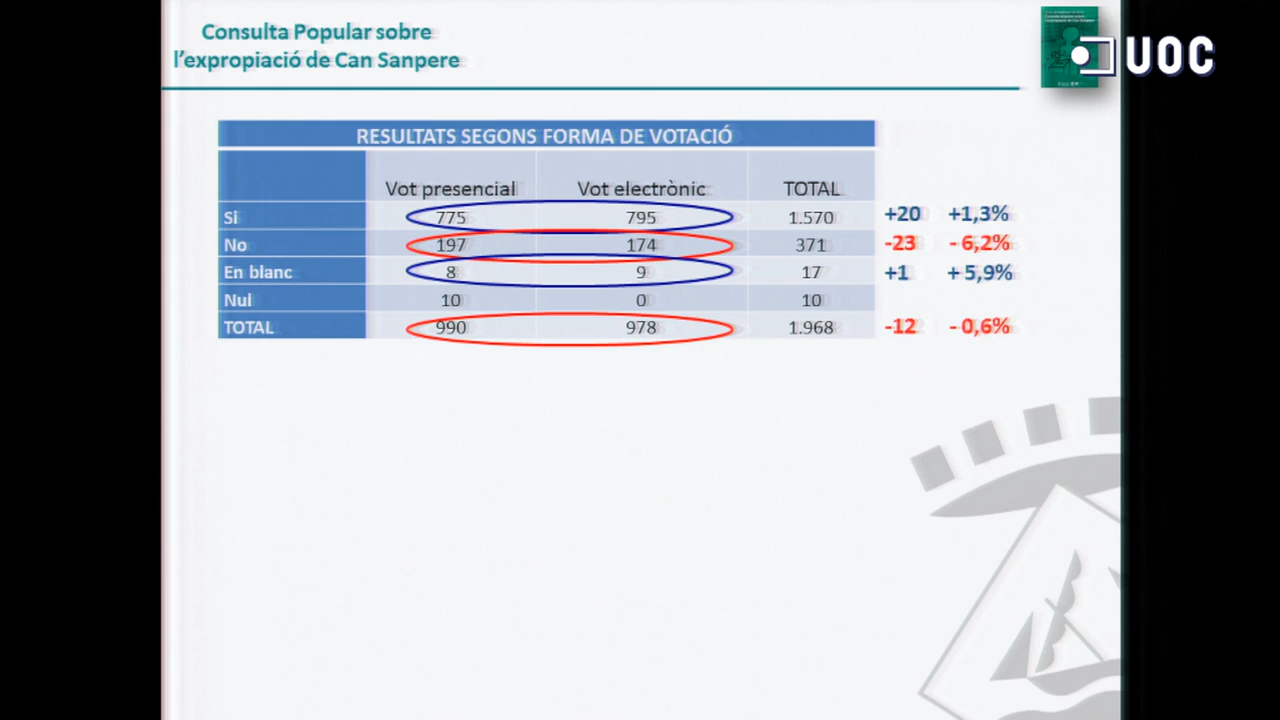 Consulta Popular sobre
l'expropiació de Can Sanpere
UOC
RESULTATS SEGONS FORMA DE VOTACIÓ
Vot presencial Vot electrònic TOTAL
Si 775 795 1.570 +20 +1,3%
No 197 174 371 -23 - 6,2%
En blanc 8 9 17 +1 + 5,9%
Nul 10 0 10
TOTAL 990 978 1.968 -12 - 0,6%